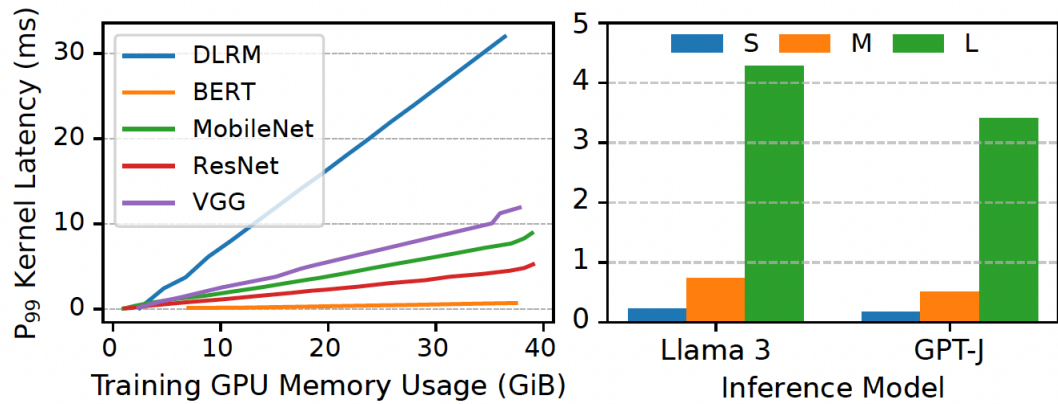 P99 Kernel Latency (ms)
30
20
10
0
DLRM
BERT
MobileNet
ResNet
VGG
0 10 20 30 40
Training GPU Memory Usage (GiB)
5
4
3
2
1
0
S M L
Llama 3 GPT-J
Inference Model